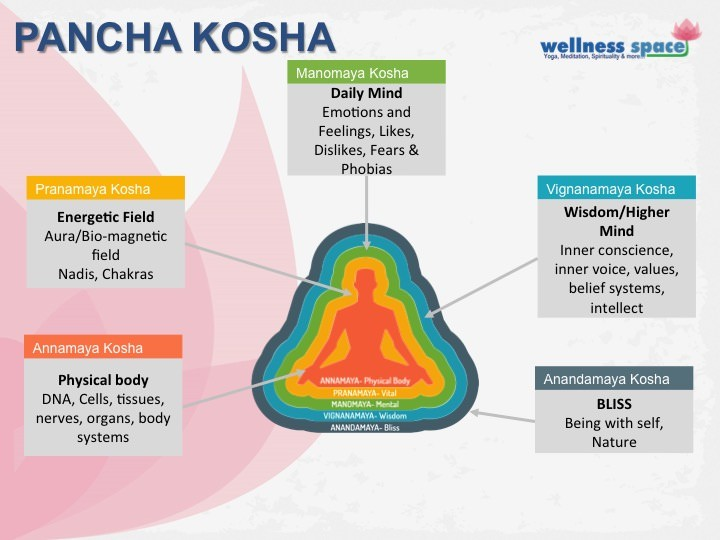 PANCHA KOSHA
wellness space
Yoga, Meditation, Spirituality & more...
Manomaya Kosha
Daily Mind
Emotions and
Feelings, Likes,
Dislikes, Fears &
Phobias
Pranamaya Kosha
Energetic Field
Aura/Bio-magnetic
field
Nadis, Chakras
Vignanamaya Kosha
Wisdom/Higher
Mind
Inner conscience,
inner voice, values,
belief systems,
intellect
Annamaya Kosha
Physical body
DNA, Cells, tissues,
nerves, organs, body
systems
Anandamaya Kosha
BLISS
Being with self,
Nature
ANNAMAYA- Physical Body
PRANAMAYA- Vital
MANOMAYA- Mental
VIGNANAMAYA- Wisdom
ANANDAMAYA- Bliss